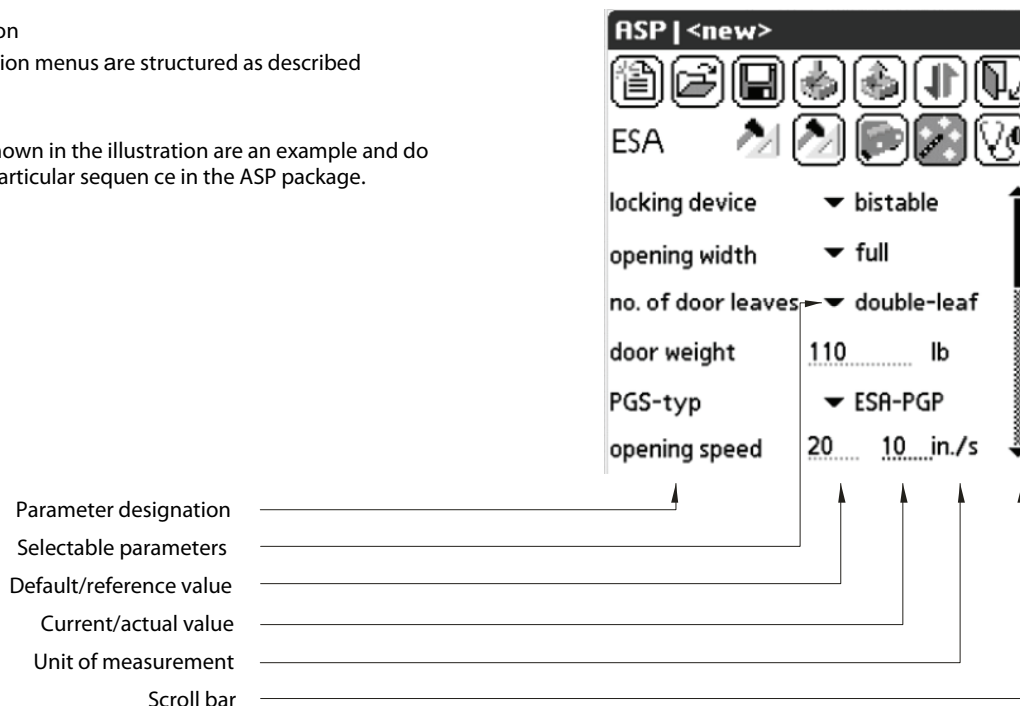 on
ion menus are structured as described
nown in the illustration are an example and do
articular sequen ce in the ASP package.
ASP | <new>
ESA
locking device bistable
opening width full
no. of door leaves double-leaf
door weight 110 lb
PGS-typ ESA-PGP
opening speed 20 10 in./s
Parameter designation
Selectable parameters
Default/reference value
Current/actual value
Unit of measurement
Scroll bar